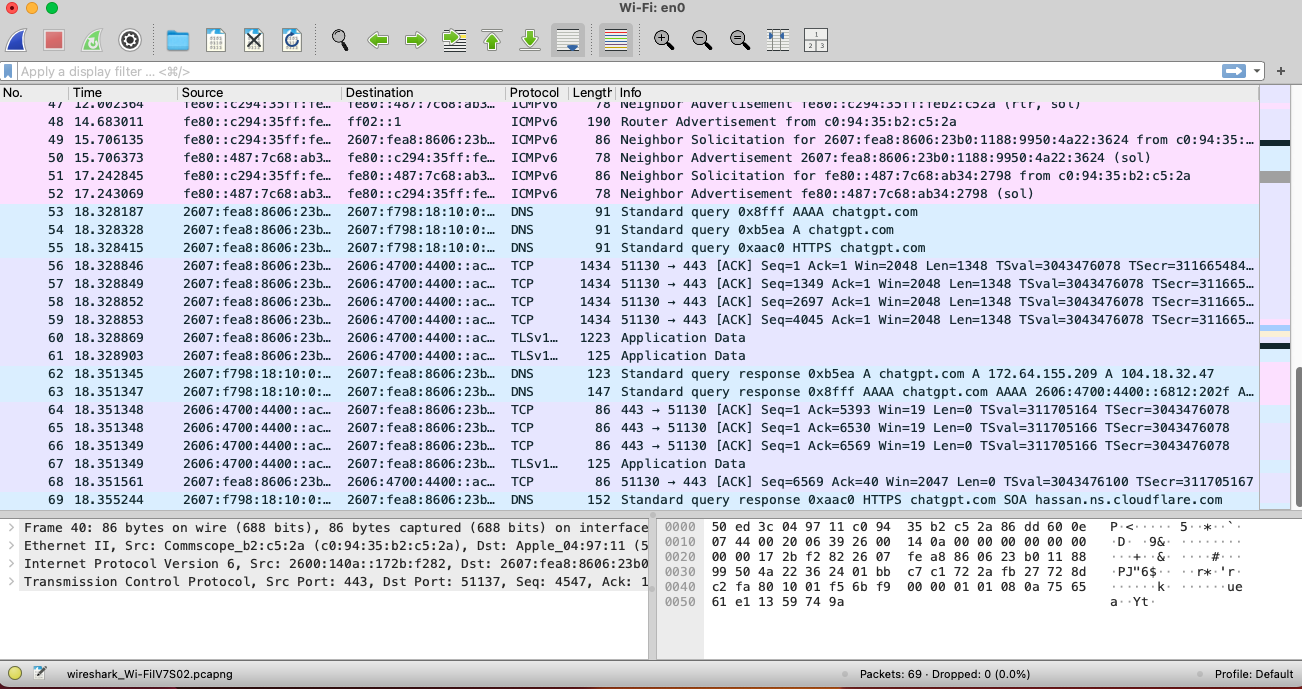 Wi-Fi: en0
Apply a display filter ... <⌘/>
No. Time Source Destination Protocol Length Info
47 12.002364 fe80::c294:35ff:fe… fe80::487:7c68:ab3… ICMPv6 78 Neighbor Advertisement fe80::c294:35ff:feb2:c52a (rtr, sol)
48 14.683011 fe80::c294:35ff:fe… ff02::1 ICMPv6 190 Router Advertisement from c0:94:35:b2:c5:2a
49 15.706135 fe80::c294:35ff:fe… 2607:fea8:8606:23b… ICMPv6 86 Neighbor Solicitation for 2607:fea8:8606:23b0:1188:9950:4a22:3624 from c0:94:35:…
50 15.706373 fe80::487:7c68:ab3… fe80::c294:35ff:fe… ICMPv6 78 Neighbor Advertisement 2607:fea8:8606:23b0:1188:9950:4a22:3624 (sol)
51 17.242845 fe80::c294:35ff:fe… fe80::487:7c68:ab3… ICMPv6 86 Neighbor Solicitation for fe80::487:7c68:ab34:2798 from c0:94:35:b2:c5:2a
52 17.243069 fe80::487:7c68:ab3… fe80::c294:35ff:fe… ICMPv6 78 Neighbor Advertisement fe80::487:7c68:ab34:2798 (sol)
53 18.328187 2607:fea8:8606:23b… 2607:f798:18:10:0:… DNS 91 Standard query 0x8fff AAAA chatgpt.com
54 18.328328 2607:fea8:8606:23b… 2607:f798:18:10:0:… DNS 91 Standard query 0xb5ea A chatgpt.com
55 18.328415 2607:fea8:8606:23b… 2607:f798:18:10:0:… DNS 91 Standard query 0xaac0 HTTPS chatgpt.com
56 18.328846 2607:fea8:8606:23b… 2606:4700:4400::ac… TCP 1434 51130 → 443 [ACK] Seq=1 Ack=1 Win=2048 Len=1348 TSval=3043476078 TSecr=311665484…
57 18.328849 2607:fea8:8606:23b… 2606:4700:4400::ac… TCP 1434 51130 → 443 [ACK] Seq=1349 Ack=1 Win=2048 Len=1348 TSval=3043476078 TSecr=311665…
58 18.328852 2607:fea8:8606:23b… 2606:4700:4400::ac… TCP 1434 51130 → 443 [ACK] Seq=2697 Ack=1 Win=2048 Len=1348 TSval=3043476078 TSecr=311665…
59 18.328853 2607:fea8:8606:23b… 2606:4700:4400::ac… TCP 1434 51130 → 443 [ACK] Seq=4045 Ack=1 Win=2048 Len=1348 TSval=3043476078 TSecr=311665…
60 18.328869 2607:fea8:8606:23b… 2606:4700:4400::ac… TLSv1… 1223 Application Data
61 18.328903 2607:fea8:8606:23b… 2606:4700:4400::ac… TLSv1… 125 Application Data
62 18.351345 2607:f798:18:10:0:… 2607:fea8:8606:23b… DNS 123 Standard query response 0xb5ea A chatgpt.com A 172.64.155.209 A 104.18.32.47
63 18.351347 2607:f798:18:10:0:… 2607:fea8:8606:23b… DNS 147 Standard query response 0x8fff AAAA chatgpt.com AAAA 2606:4700:4400::6812:202f A…
64 18.351348 2606:4700:4400::ac… 2607:fea8:8606:23b… TCP 86 443 → 51130 [ACK] Seq=1 Ack=5393 Win=19 Len=0 TSval=311705164 TSecr=3043476078
65 18.351348 2606:4700:4400::ac… 2607:fea8:8606:23b… TCP 86 443 → 51130 [ACK] Seq=1 Ack=6530 Win=19 Len=0 TSval=311705166 TSecr=3043476078
66 18.351349 2606:4700:4400::ac… 2607:fea8:8606:23b… TCP 86 443 → 51130 [ACK] Seq=1 Ack=6569 Win=19 Len=0 TSval=311705166 TSecr=3043476078
67 18.351349 2606:4700:4400::ac… 2607:fea8:8606:23b… TLSv1… 125 Application Data
68 18.351561 2607:fea8:8606:23b… 2606:4700:4400::ac… TCP 86 51130 → 443 [ACK] Seq=6569 Ack=40 Win=2047 Len=0 TSval=3043476100 TSecr=311705167
69 18.355244 2607:f798:18:10:0:… 2607:fea8:8606:23b… DNS 152 Standard query response 0xaac0 HTTPS chatgpt.com SOA hassan.ns.cloudflare.com
Frame 40: 86 bytes on wire (688 bits), 86 bytes captured (688 bits) on interface
Ethernet II, Src: Commscope_b2:c5:2a (c0:94:35:b2:c5:2a), Dst: Apple_04:97:11 (5
Internet Protocol Version 6, Src: 2600:140a::172b:f282, Dst: 2607:fea8:8606:23b0
Transmission Control Protocol, Src Port: 443, Dst Port: 51137, Seq: 4547, Ack: 1
0000 50 ed 3c 04 97 11 c0 94 35 b2 c5 2a 86 dd 60 0e P·<·····5··*··`·
0010 07 44 00 20 06 39 26 00 14 0a 00 00 00 00 00 00 ·D· ·9&·········
0020 00 00 17 2b f2 82 26 07 fe a8 86 06 23 b0 11 88 ···+··&·····#···
0030 99 50 4a 22 36 24 01 bb c7 c1 72 2a fb 27 72 8d ·PJ"6$····r*·'r·
0040 c2 fa 80 10 01 f5 6b f9 00 00 01 01 08 0a 75 65 ······k·······ue
0050 61 e1 13 59 74 9a a··Yt·
wireshark_Wi-FiIV7S02.pcapng
Packets: 69 · Dropped: 0 (0.0%)
Profile: Default